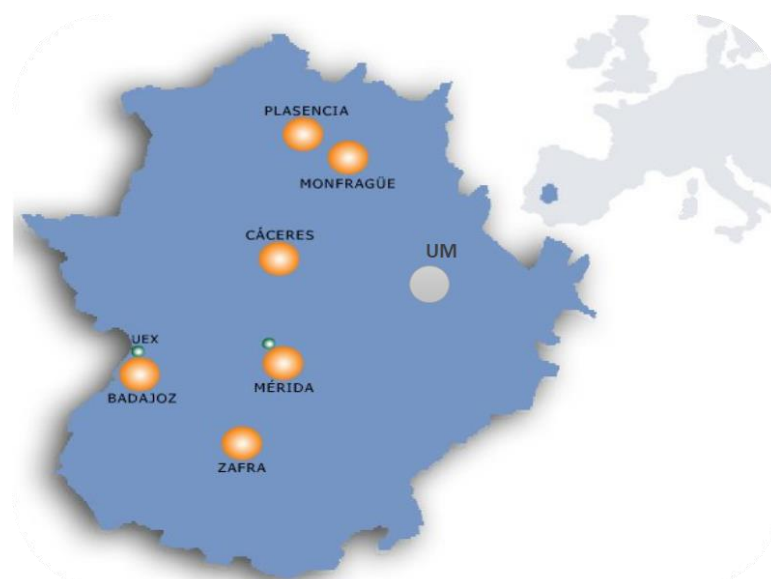 PLASENCIA
MONFRAGÜE
CÁCERES
UM
UEX
BADAJOZ
MÉRIDA
ZAFRA